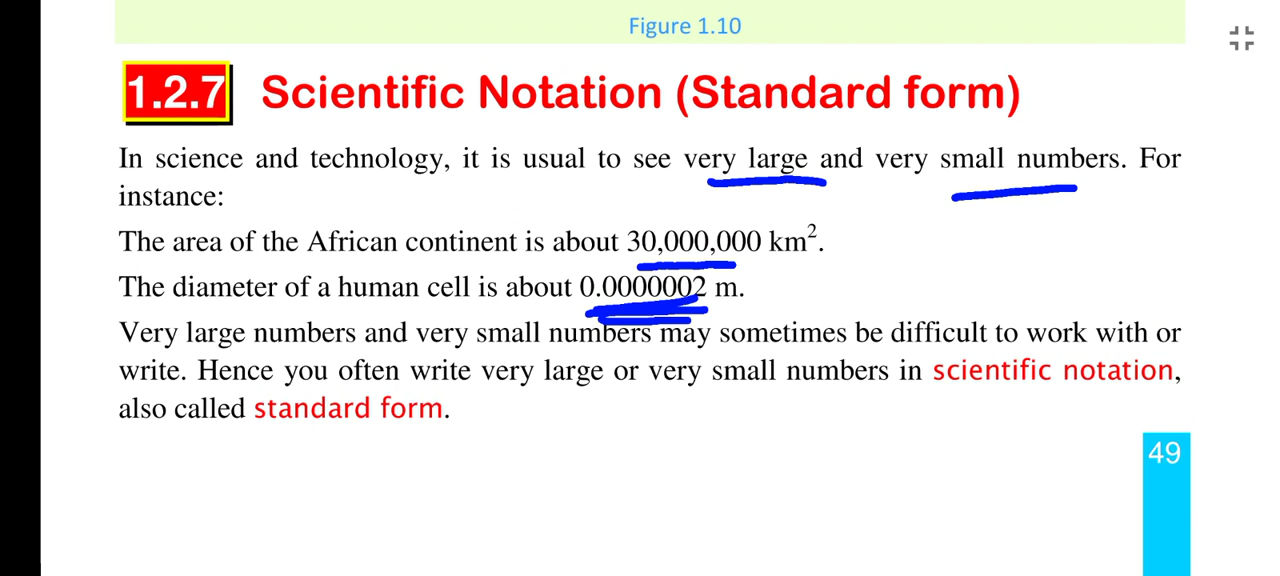 Figure 1.10
1.2.7 Scientific Notation (Standard form)
In science and technology, it is usual to see very large and very small numbers. For
instance:
The area of the African continent is about 30,000,000 km².
The diameter of a human cell is about 0.0000002 m.
Very large numbers and very small numbers may sometimes be difficult to work with or
write. Hence you often write very large or very small numbers in scientific notation,
also called standard form.
49